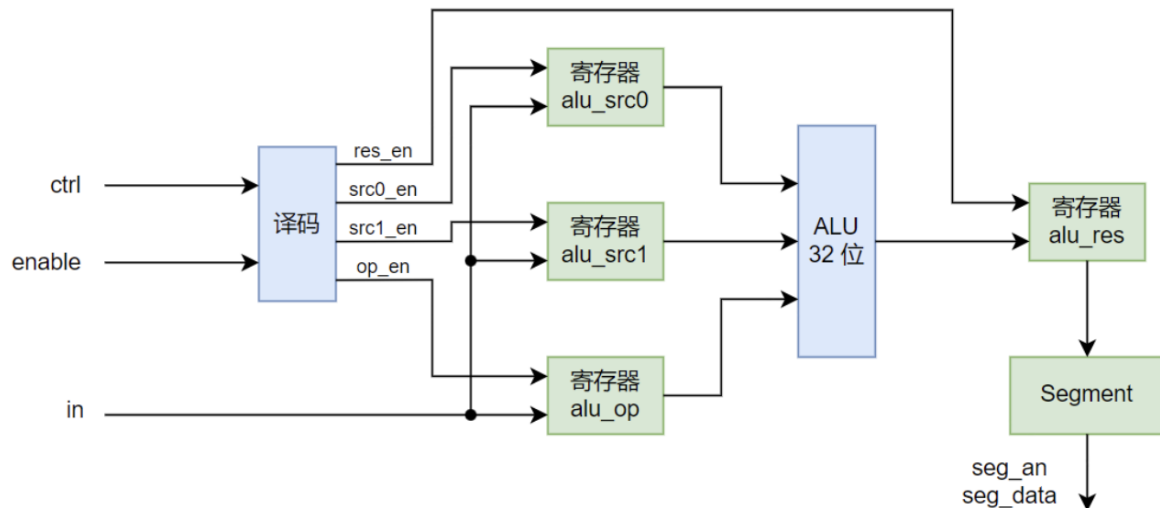 ctrl
enable
in
译码
res_en
src0_en
src1_en
op_en
寄存器
alu_src0
寄存器
alu_src1
寄存器
alu_op
ALU
32 位
寄存器
alu_res
Segment
seg_an
seg_data